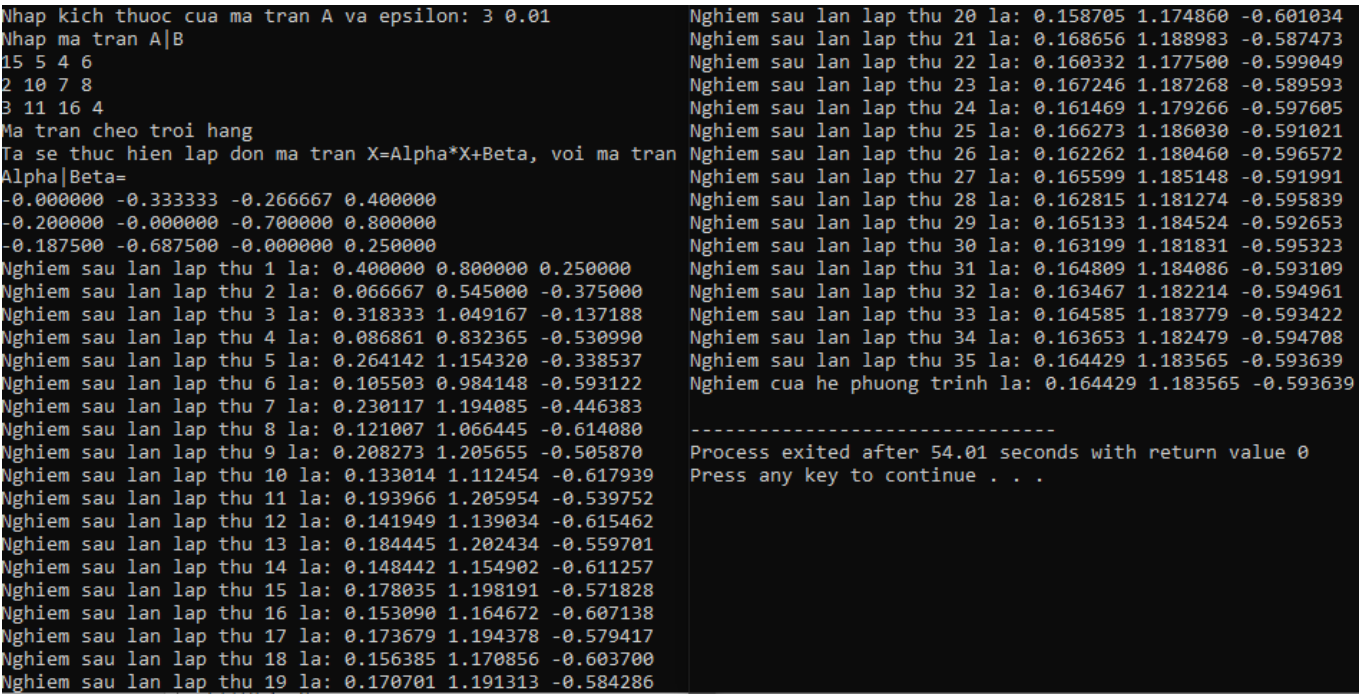 Nhap kich thuoc cua ma tran A va epsilon: 3 0.01
Nhap ma tran A|B
15 5 4 6
2 10 7 8
3 11 16 4
Ma tran cheo troi hang
Ta se thuc hien lap don ma tran X=Alpha*X+Beta, voi ma tran
Alpha|Beta=
-0.000000 -0.333333 -0.266667 0.400000
-0.200000 -0.000000 -0.700000 0.800000
-0.187500 -0.687500 -0.000000 0.250000
Nghiem sau lan lap thu 1 la: 0.400000 0.800000 0.250000
Nghiem sau lan lap thu 2 la: 0.066667 0.545000 -0.375000
Nghiem sau lan lap thu 3 la: 0.318333 1.049167 -0.137188
Nghiem sau lan lap thu 4 la: 0.086861 0.832365 -0.530990
Nghiem sau lan lap thu 5 la: 0.264142 1.154320 -0.338537
Nghiem sau lan lap thu 6 la: 0.105503 0.984148 -0.593122
Nghiem sau lan lap thu 7 la: 0.230117 1.194085 -0.446383
Nghiem sau lan lap thu 8 la: 0.121007 1.066445 -0.614080
Nghiem sau lan lap thu 9 la: 0.208273 1.205655 -0.505870
Nghiem sau lan lap thu 10 la: 0.133014 1.112454 -0.617939
Nghiem sau lan lap thu 11 la: 0.193966 1.205954 -0.539752
Nghiem sau lan lap thu 12 la: 0.141949 1.139034 -0.615462
Nghiem sau lan lap thu 13 la: 0.184445 1.202434 -0.559701
Nghiem sau lan lap thu 14 la: 0.148442 1.154902 -0.611257
Nghiem sau lan lap thu 15 la: 0.178035 1.198191 -0.571828
Nghiem sau lan lap thu 16 la: 0.153090 1.164672 -0.607138
Nghiem sau lan lap thu 17 la: 0.173679 1.194378 -0.579417
Nghiem sau lan lap thu 18 la: 0.156385 1.170856 -0.603700
Nghiem sau lan lap thu 19 la: 0.170701 1.191313 -0.584286
Nghiem sau lan lap thu 20 la: 0.158705 1.174860 -0.601034
Nghiem sau lan lap thu 21 la: 0.168656 1.188983 -0.587473
Nghiem sau lan lap thu 22 la: 0.160332 1.177500 -0.599049
Nghiem sau lan lap thu 23 la: 0.167246 1.187268 -0.589593
Nghiem sau lan lap thu 24 la: 0.161469 1.179266 -0.597605
Nghiem sau lan lap thu 25 la: 0.166273 1.186030 -0.591021
Nghiem sau lan lap thu 26 la: 0.162262 1.180460 -0.596572
Nghiem sau lan lap thu 27 la: 0.165599 1.185148 -0.591991
Nghiem sau lan lap thu 28 la: 0.162815 1.181274 -0.595839
Nghiem sau lan lap thu 29 la: 0.165133 1.184524 -0.592653
Nghiem sau lan lap thu 30 la: 0.163199 1.181831 -0.595323
Nghiem sau lan lap thu 31 la: 0.164809 1.184086 -0.593109
Nghiem sau lan lap thu 32 la: 0.163467 1.182214 -0.594961
Nghiem sau lan lap thu 33 la: 0.164585 1.183779 -0.593422
Nghiem sau lan lap thu 34 la: 0.163653 1.182479 -0.594708
Nghiem sau lan lap thu 35 la: 0.164429 1.183565 -0.593639
Nghiem cua he phuong trinh la: 0.164429 1.183565 -0.593639
--------------------------------
Process exited after 54.01 seconds with return value 0
Press any key to continue . . .